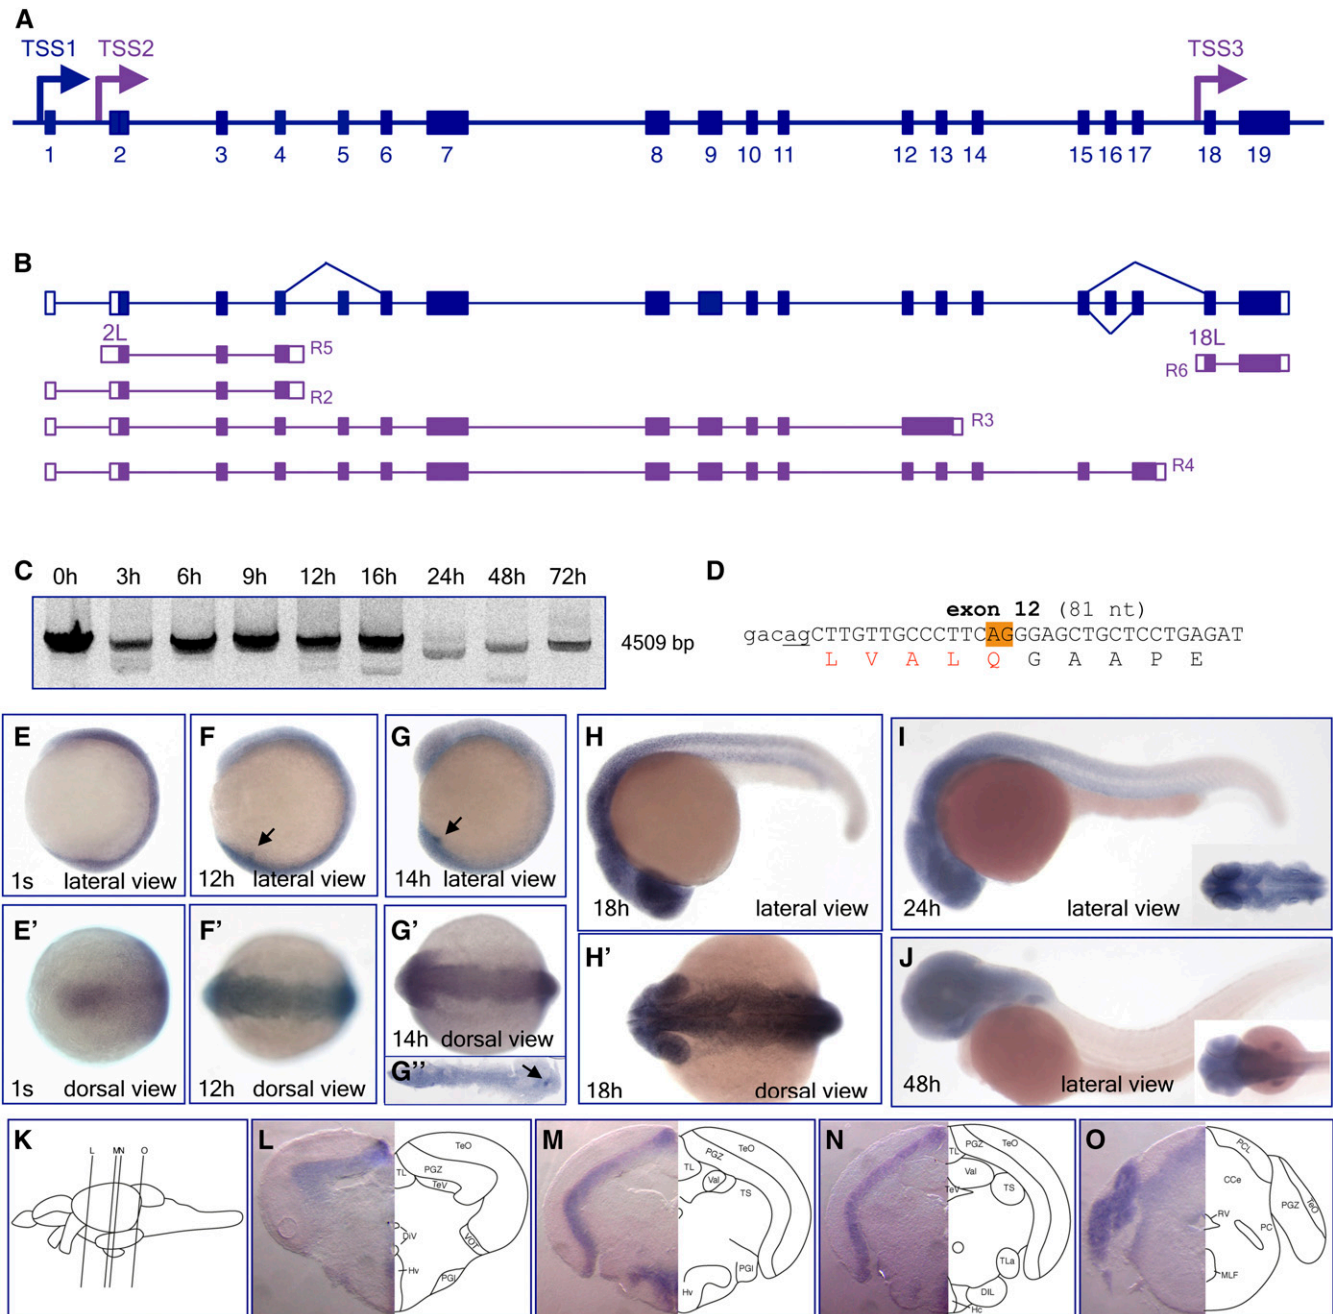 A
TSS1 TSS2 TSS3
1 2 3 4 5 6 7 8 9 10 11 12 13 14 15 16 17 18 19
B
2L 18L
R5
R6
R2
R3
R4
C 0h 3h 6h 9h 12h 16h 24h 48h 72h
4509 bp
D
exon 12 (81 nt)
gacagCTTGTTGCCCTTCAGGGAGCTGCTCCTGAGAT
L V A L Q G A A P E
E
1s lateral view
F
12h lateral view
G
14h lateral view
H
18h lateral view
I
24h lateral view
E'
1s dorsal view
F'
12h dorsal view
G'
14h dorsal view
G''
H'
18h dorsal view
J
48h lateral view
K
L MN O
L
TeO
TL PGZ
TeV
DiV VOT
Hv
PGl
M
TeO
PGZ
TL
Val
TS
PGl
Hv
N
PGZ TeO
TL
Val
TeV TS
TLa
DIL
Hc
O
PCL
CCe
TeO
PGZ
RV
PC
MLF